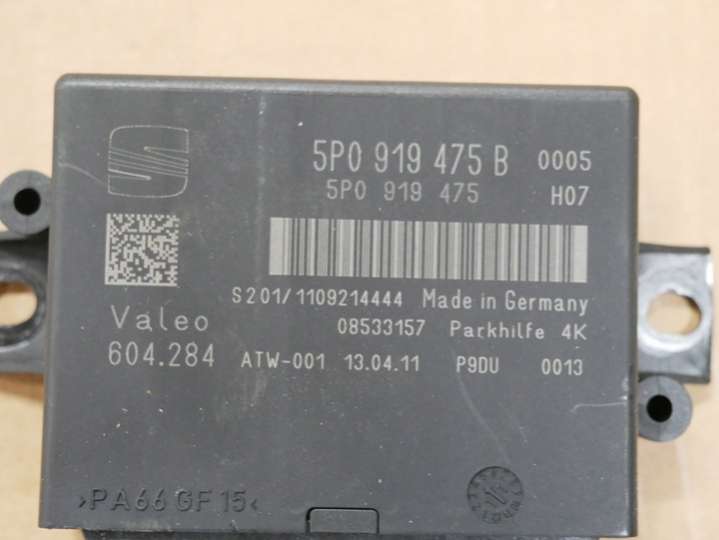 5P0 919 475 B 0005
5P0 919 475 H07
S201/1109214444 Made in Germany
Valeo 08533157 Parkhilfe 4K
604.284 ATW-001 13.04.11 P9DU 0013
>PA66 GF15<